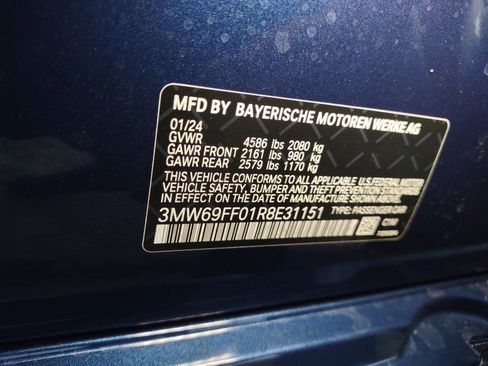 MFD BY BAYERISCHE MOTOREN WERKE AG
01/24
GVWR 4586 lbs 2080 kg
GAWR FRONT 2161 lbs 980 kg
GAWR REAR 2579 lbs 1170 kg
THIS VEHICLE CONFORMS TO ALL APPLICABLE U.S. FEDERAL MOTOR
VEHICLE SAFETY, BUMPER AND THEFT PREVENTION STANDARDS
IN EFFECT ON THE DATE OF MANUFACTURE SHOWN ABOVE.
3MW69FF01R8E31151 TYPE: PASSENGER CAR